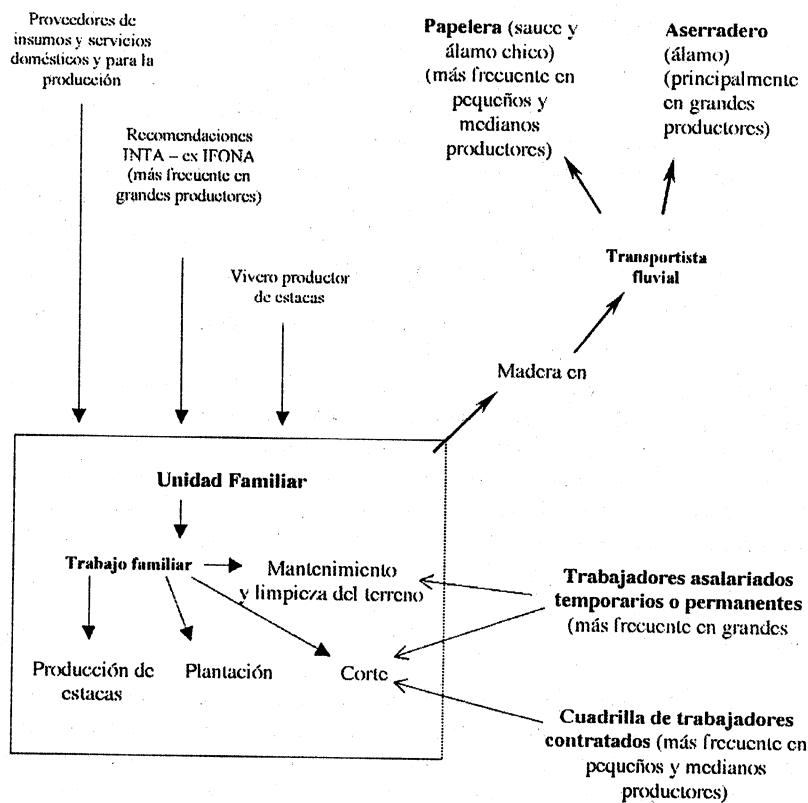 Proveedores de
insumos y servicios
domésticos y para la
producción
Recomendaciones
INTA – ex IFONA
(más frecuente en
grandes productores)
Vivero productor
de estacas
Papelera (sauce y
álamo chico)
(más frecuente en
pequeños y
medianos
productores)
Aserradero
(álamo)
(principalmente
en grandes
productores)
Transportista
fluvial
Madera en
Unidad Familiar
Trabajo familiar
Mantenimiento
y limpieza del terreno
Producción de
estacas
Plantación
Corte
Trabajadores asalariados
temporarios o permanentes
(más frecuente en grandes
Cuadrilla de trabajadores
contratados (más frecuente en
pequeños y medianos
productores)